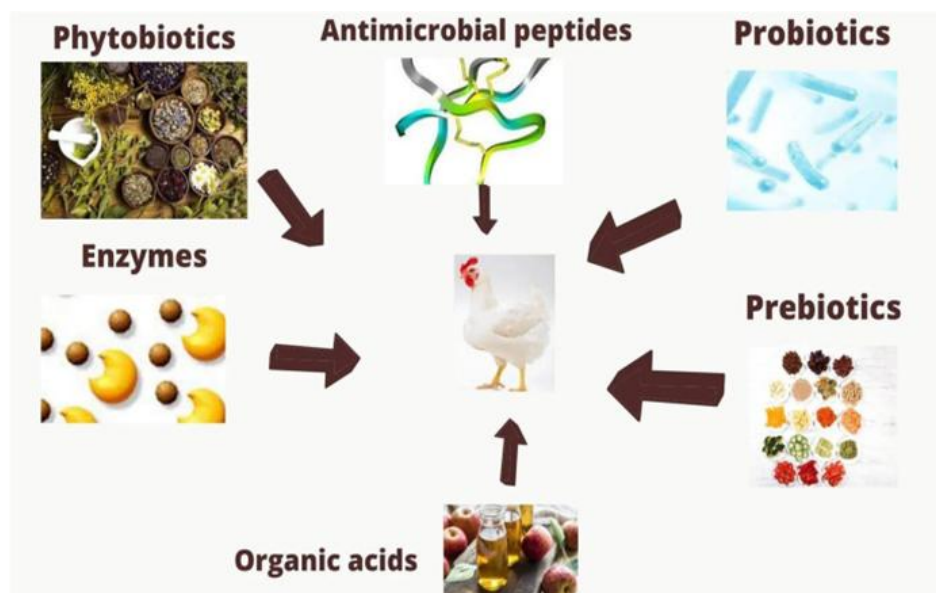 Phytobiotics
Antimicrobial peptides
Probiotics
Enzymes
Prebiotics
Organic acids